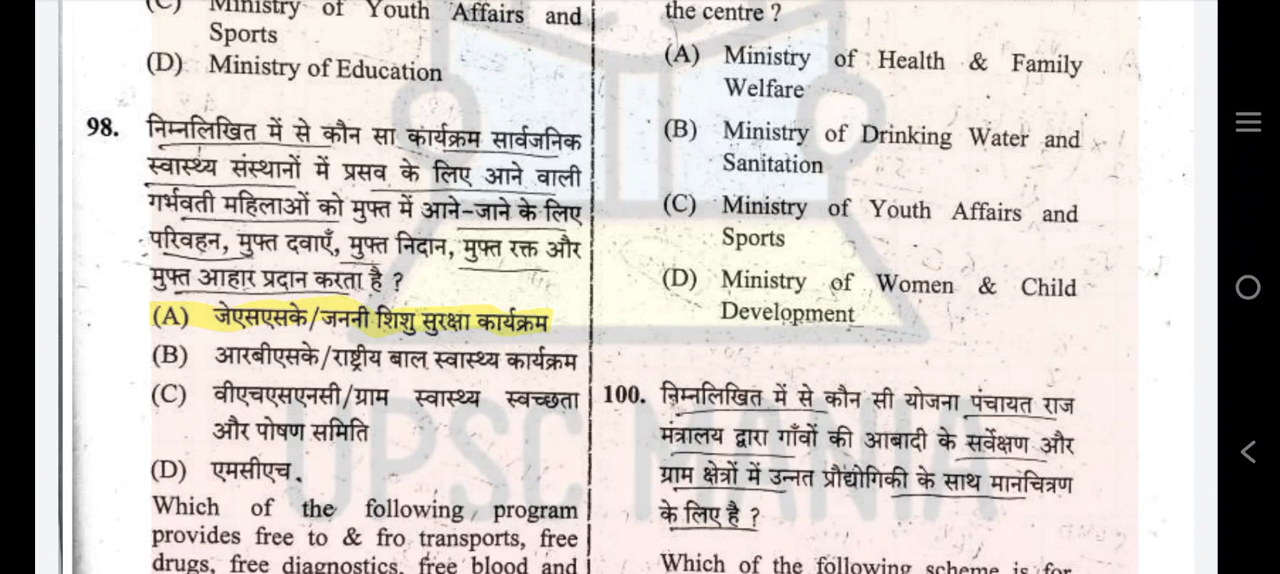 (C) Ministry of Youth Affairs and
Sports
(D) Ministry of Education
98. निम्नलिखित में से कौन सा कार्यक्रम सार्वजनिक
स्वास्थ्य संस्थानों में प्रसव के लिए आने वाली
गर्भवती महिलाओं को मुफ्त में आने-जाने के लिए
परिवहन, मुफ्त दवाएँ, मुफ्त निदान, मुफ्त रक्त और
मुफ्त आहार प्रदान करता है ?
(A) जेएसएसके/जननी शिशु सुरक्षा कार्यक्रम
(B) आरबीएसके/राष्ट्रीय बाल स्वास्थ्य कार्यक्रम
(C) वीएचएसएनसी/ग्राम स्वास्थ्य स्वच्छता
और पोषण समिति
(D) एमसीएच.
Which of the following program
provides free to & fro transports, free
drugs, free diagnostics, free blood and
the centre ?
(A) Ministry of Health & Family
Welfare
(B) Ministry of Drinking Water and
Sanitation
(C) Ministry of Youth Affairs and
Sports
(D) Ministry of Women & Child
Development
100. निम्नलिखित में से कौन सी योजना पंचायत राज
मंत्रालय द्वारा गाँवों की आबादी के सर्वेक्षण और
ग्राम क्षेत्रों में उन्नत प्रौद्योगिकी के साथ मानचित्रण
के लिए है ?
Which of the following scheme is for
UPSC MANIA